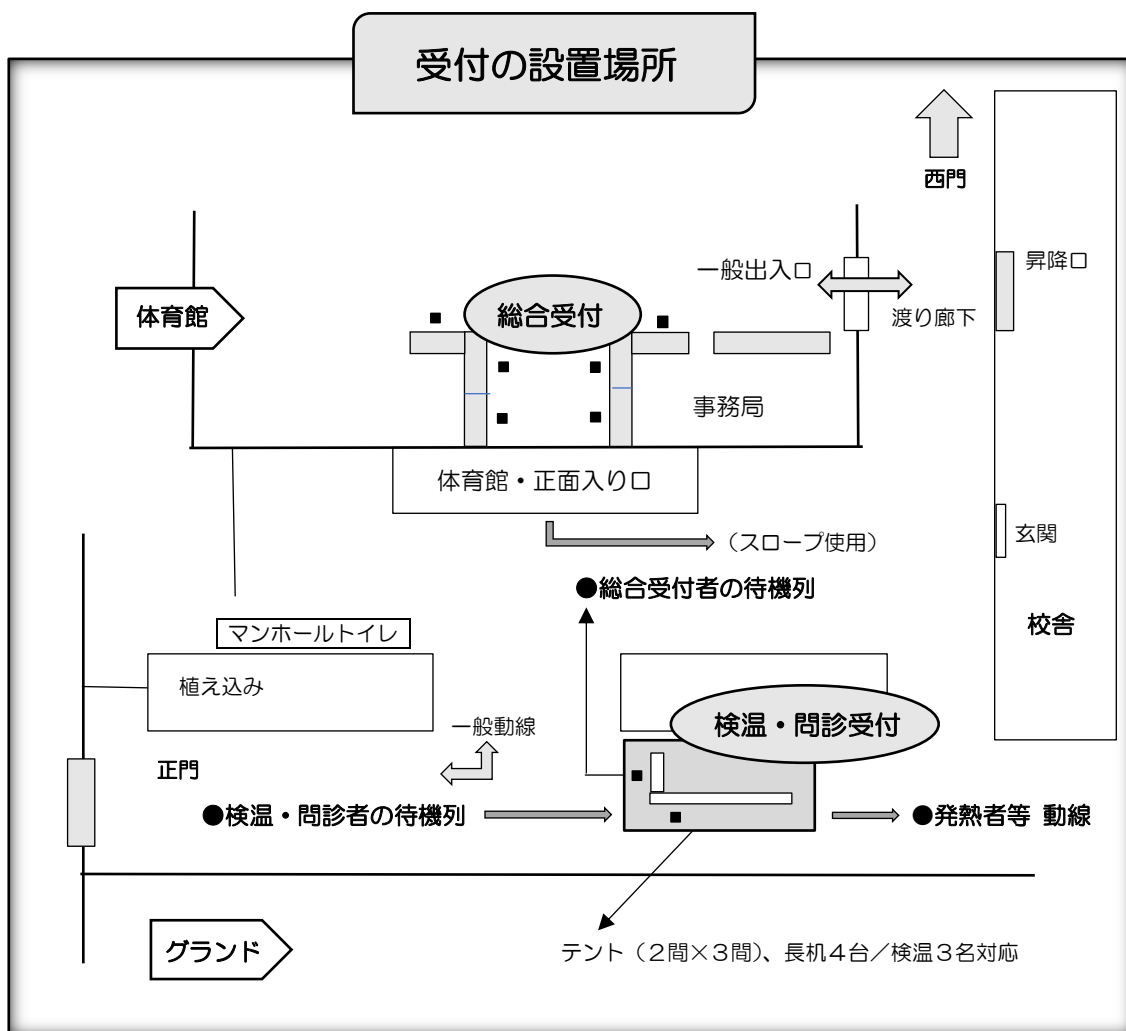 受付の設置場所
西門
一般出入口
昇降口
体育館
総合受付
渡り廊下
事務局
体育館・正面入り口
（スロープ使用）
玄関
●総合受付者の待機列
マンホールトイレ
校舎
植え込み
検温・問診受付
一般動線
正門
●検温・問診者の待機列
●発熱者等 動線
グランド
テント（２間×３間）、長机４台／検温３名対応